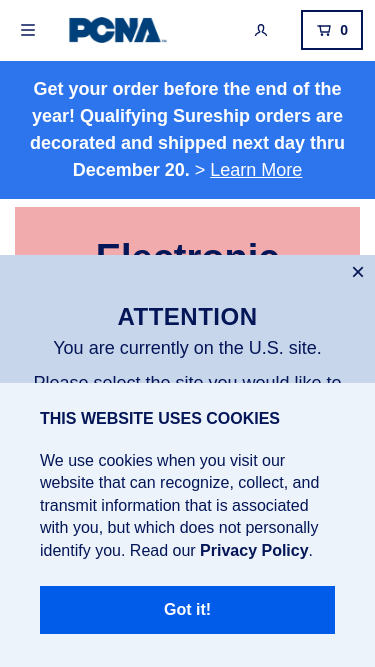 PCNA
0
Get your order before the end of the
year! Qualifying Sureship orders are
decorated and shipped next day thru
December 20. > Learn More
Electronic
ATTENTION
You are currently on the U.S. site.
Please select the site you would like to
THIS WEBSITE USES COOKIES
We use cookies when you visit our
website that can recognize, collect, and
transmit information that is associated
with you, but which does not personally
identify you. Read our Privacy Policy.
Got it!